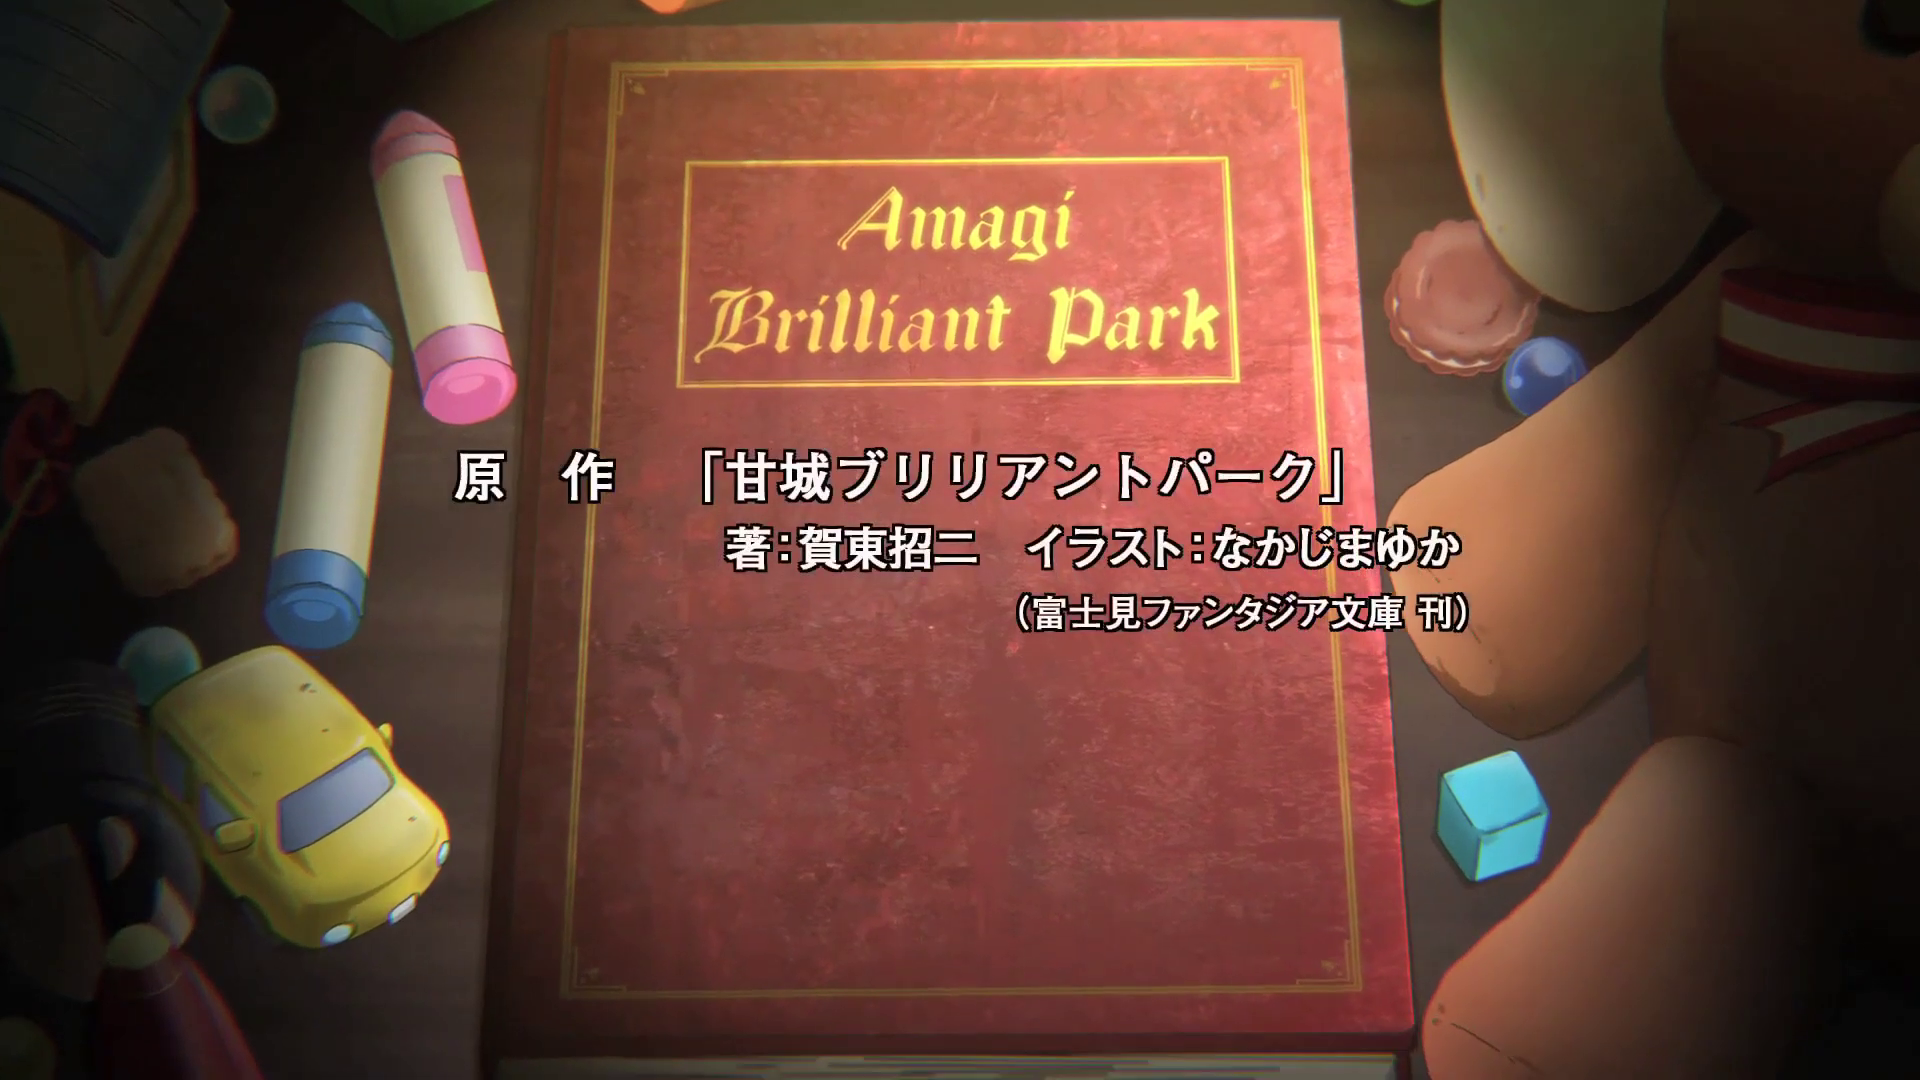 Amagi
Brilliant Park
原　作　「甘城ブリリアントパーク」
著：賀東招二　イラスト：なかじまゆか
（富士見ファンタジア文庫 刊）